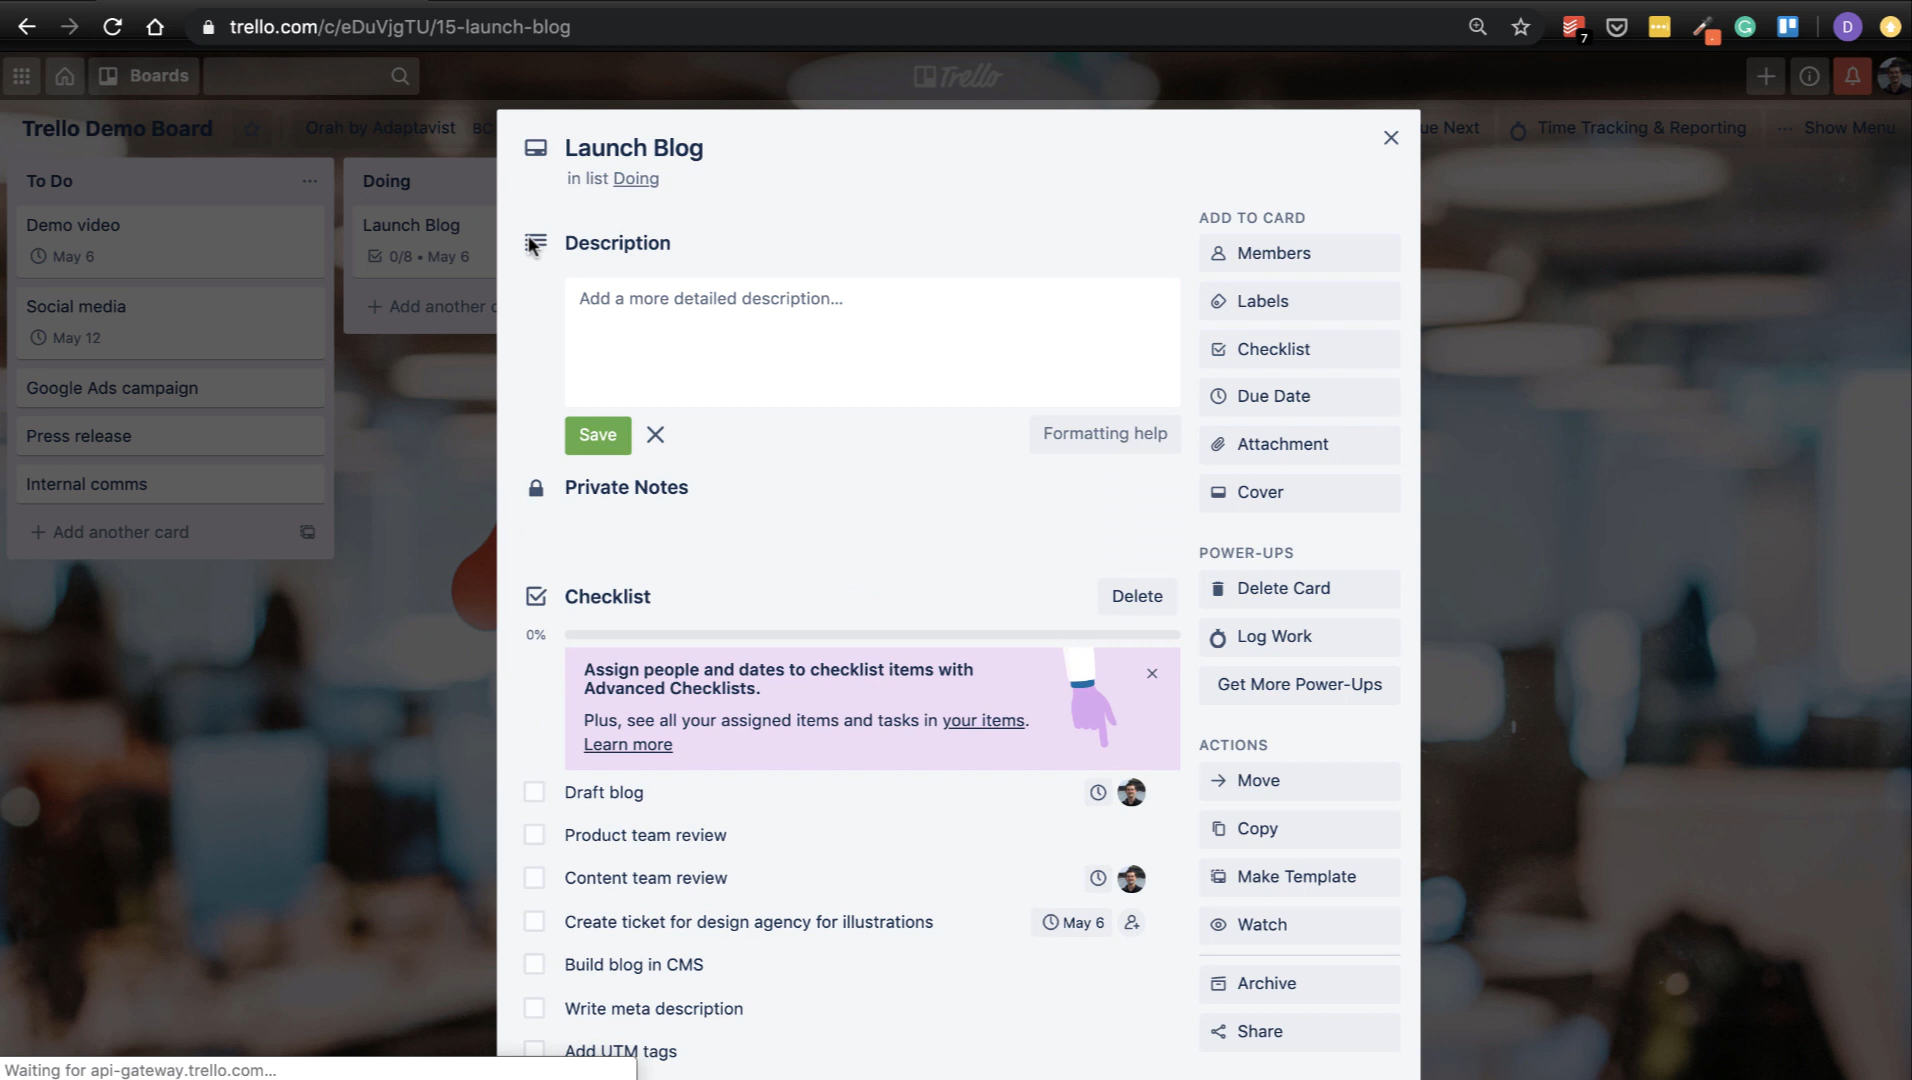 trello.com/c/eDuVjgTU/15-launch-blog
7
D
Boards
Trello
Trello Demo Board
Orah by Adaptavist
ue Next
Time Tracking & Reporting
Show Menu
To Do
Demo video
May 6
Social media
May 12
Google Ads campaign
Press release
Internal comms
+ Add another card
Doing
Launch Blog
0/8 • May 6
+ Add another c
Launch Blog
in list Doing
Description
Add a more detailed description...
Save
Formatting help
Private Notes
Checklist
Delete
0%
Assign people and dates to checklist items with
Advanced Checklists.
Plus, see all your assigned items and tasks in your items.
Learn more
Draft blog
Product team review
Content team review
Create ticket for design agency for illustrations
May 6
Build blog in CMS
Write meta description
Add UTM tags
ADD TO CARD
Members
Labels
Checklist
Due Date
Attachment
Cover
POWER-UPS
Delete Card
Log Work
Get More Power-Ups
ACTIONS
Move
Copy
Make Template
Watch
Archive
Share
Waiting for api-gateway.trello.com...